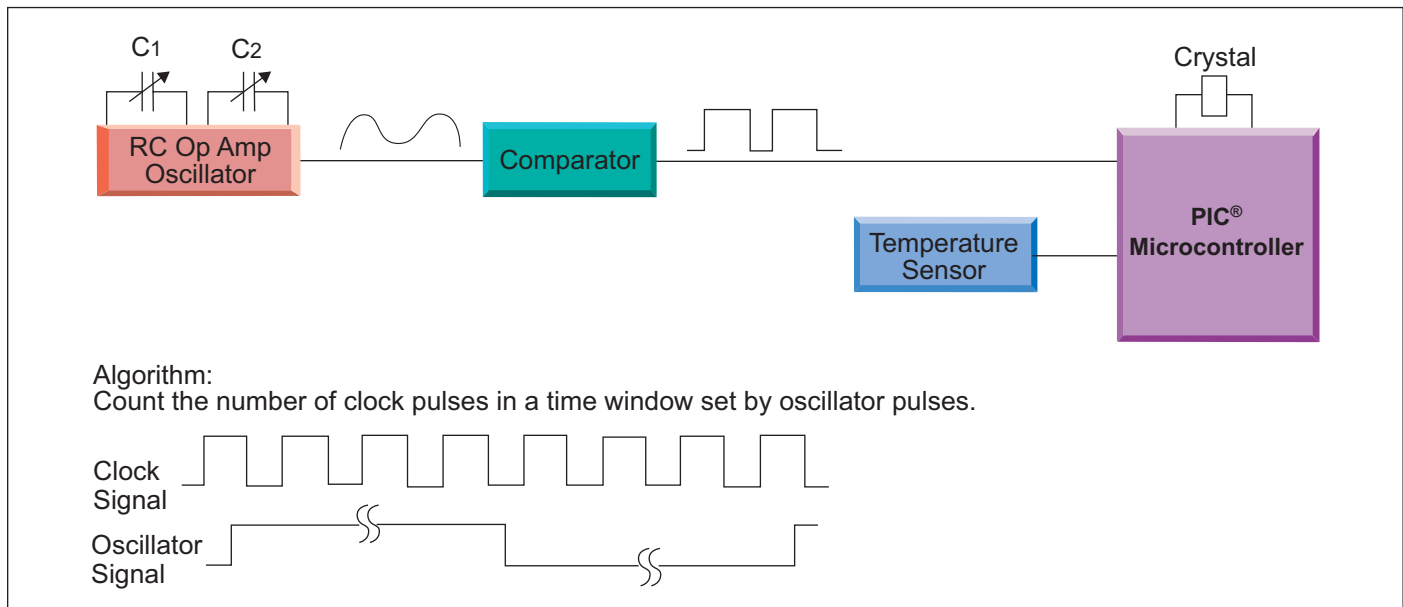 C1
C2
Crystal
RC Op Amp
Oscillator
Comparator
PIC®
Microcontroller
Temperature
Sensor
Algorithm:
Count the number of clock pulses in a time window set by oscillator pulses.
Clock
Signal
Oscillator
Signal